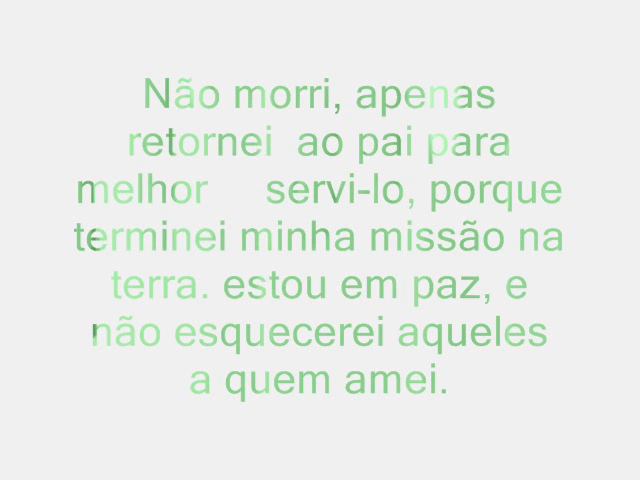 Não morri, apenas
retornei  ao pai para
melhor     servi-lo, porque
terminei minha missão na
terra. estou em paz, e
não esquecerei aqueles
a quem amei.